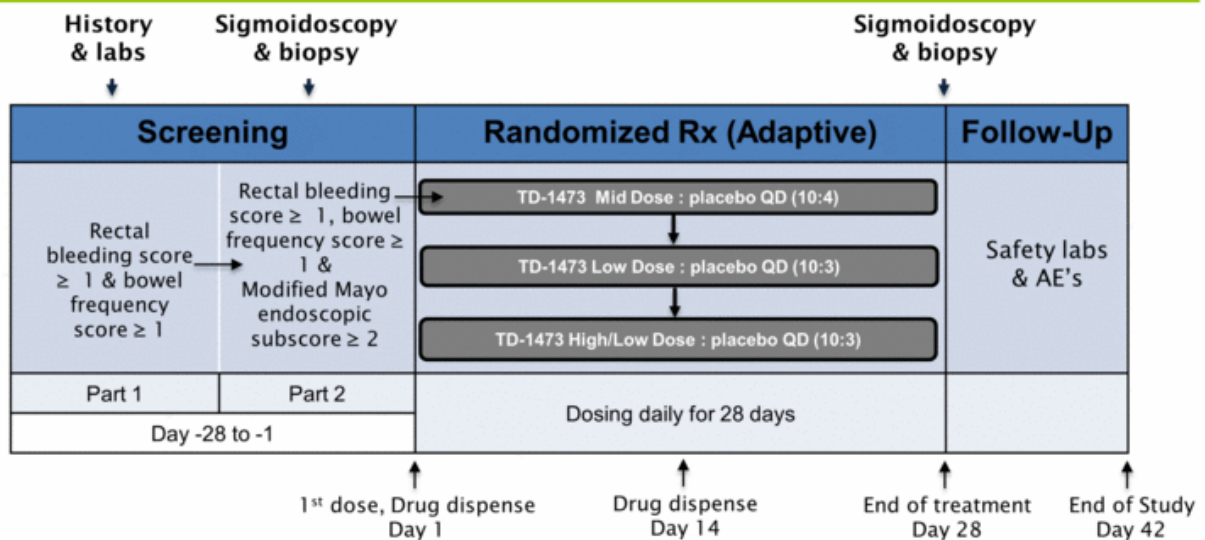 History
& labs
Sigmoidoscopy
& biopsy
Sigmoidoscopy
& biopsy
Screening
Randomized Rx (Adaptive)
Follow-Up
Rectal
bleeding score
≥ 1 & bowel
frequency
score ≥ 1
Rectal bleeding
score ≥ 1, bowel
frequency score ≥
1 &
Modified Mayo
endoscopic
subscore ≥ 2
TD-1473 Mid Dose : placebo QD (10:4)
TD-1473 Low Dose : placebo QD (10:3)
TD-1473 High/Low Dose : placebo QD (10:3)
Safety labs
& AE's
Part 1
Part 2
Day -28 to -1
Dosing daily for 28 days
1st dose, Drug dispense
Day 1
Drug dispense
Day 14
End of treatment
Day 28
End of Study
Day 42